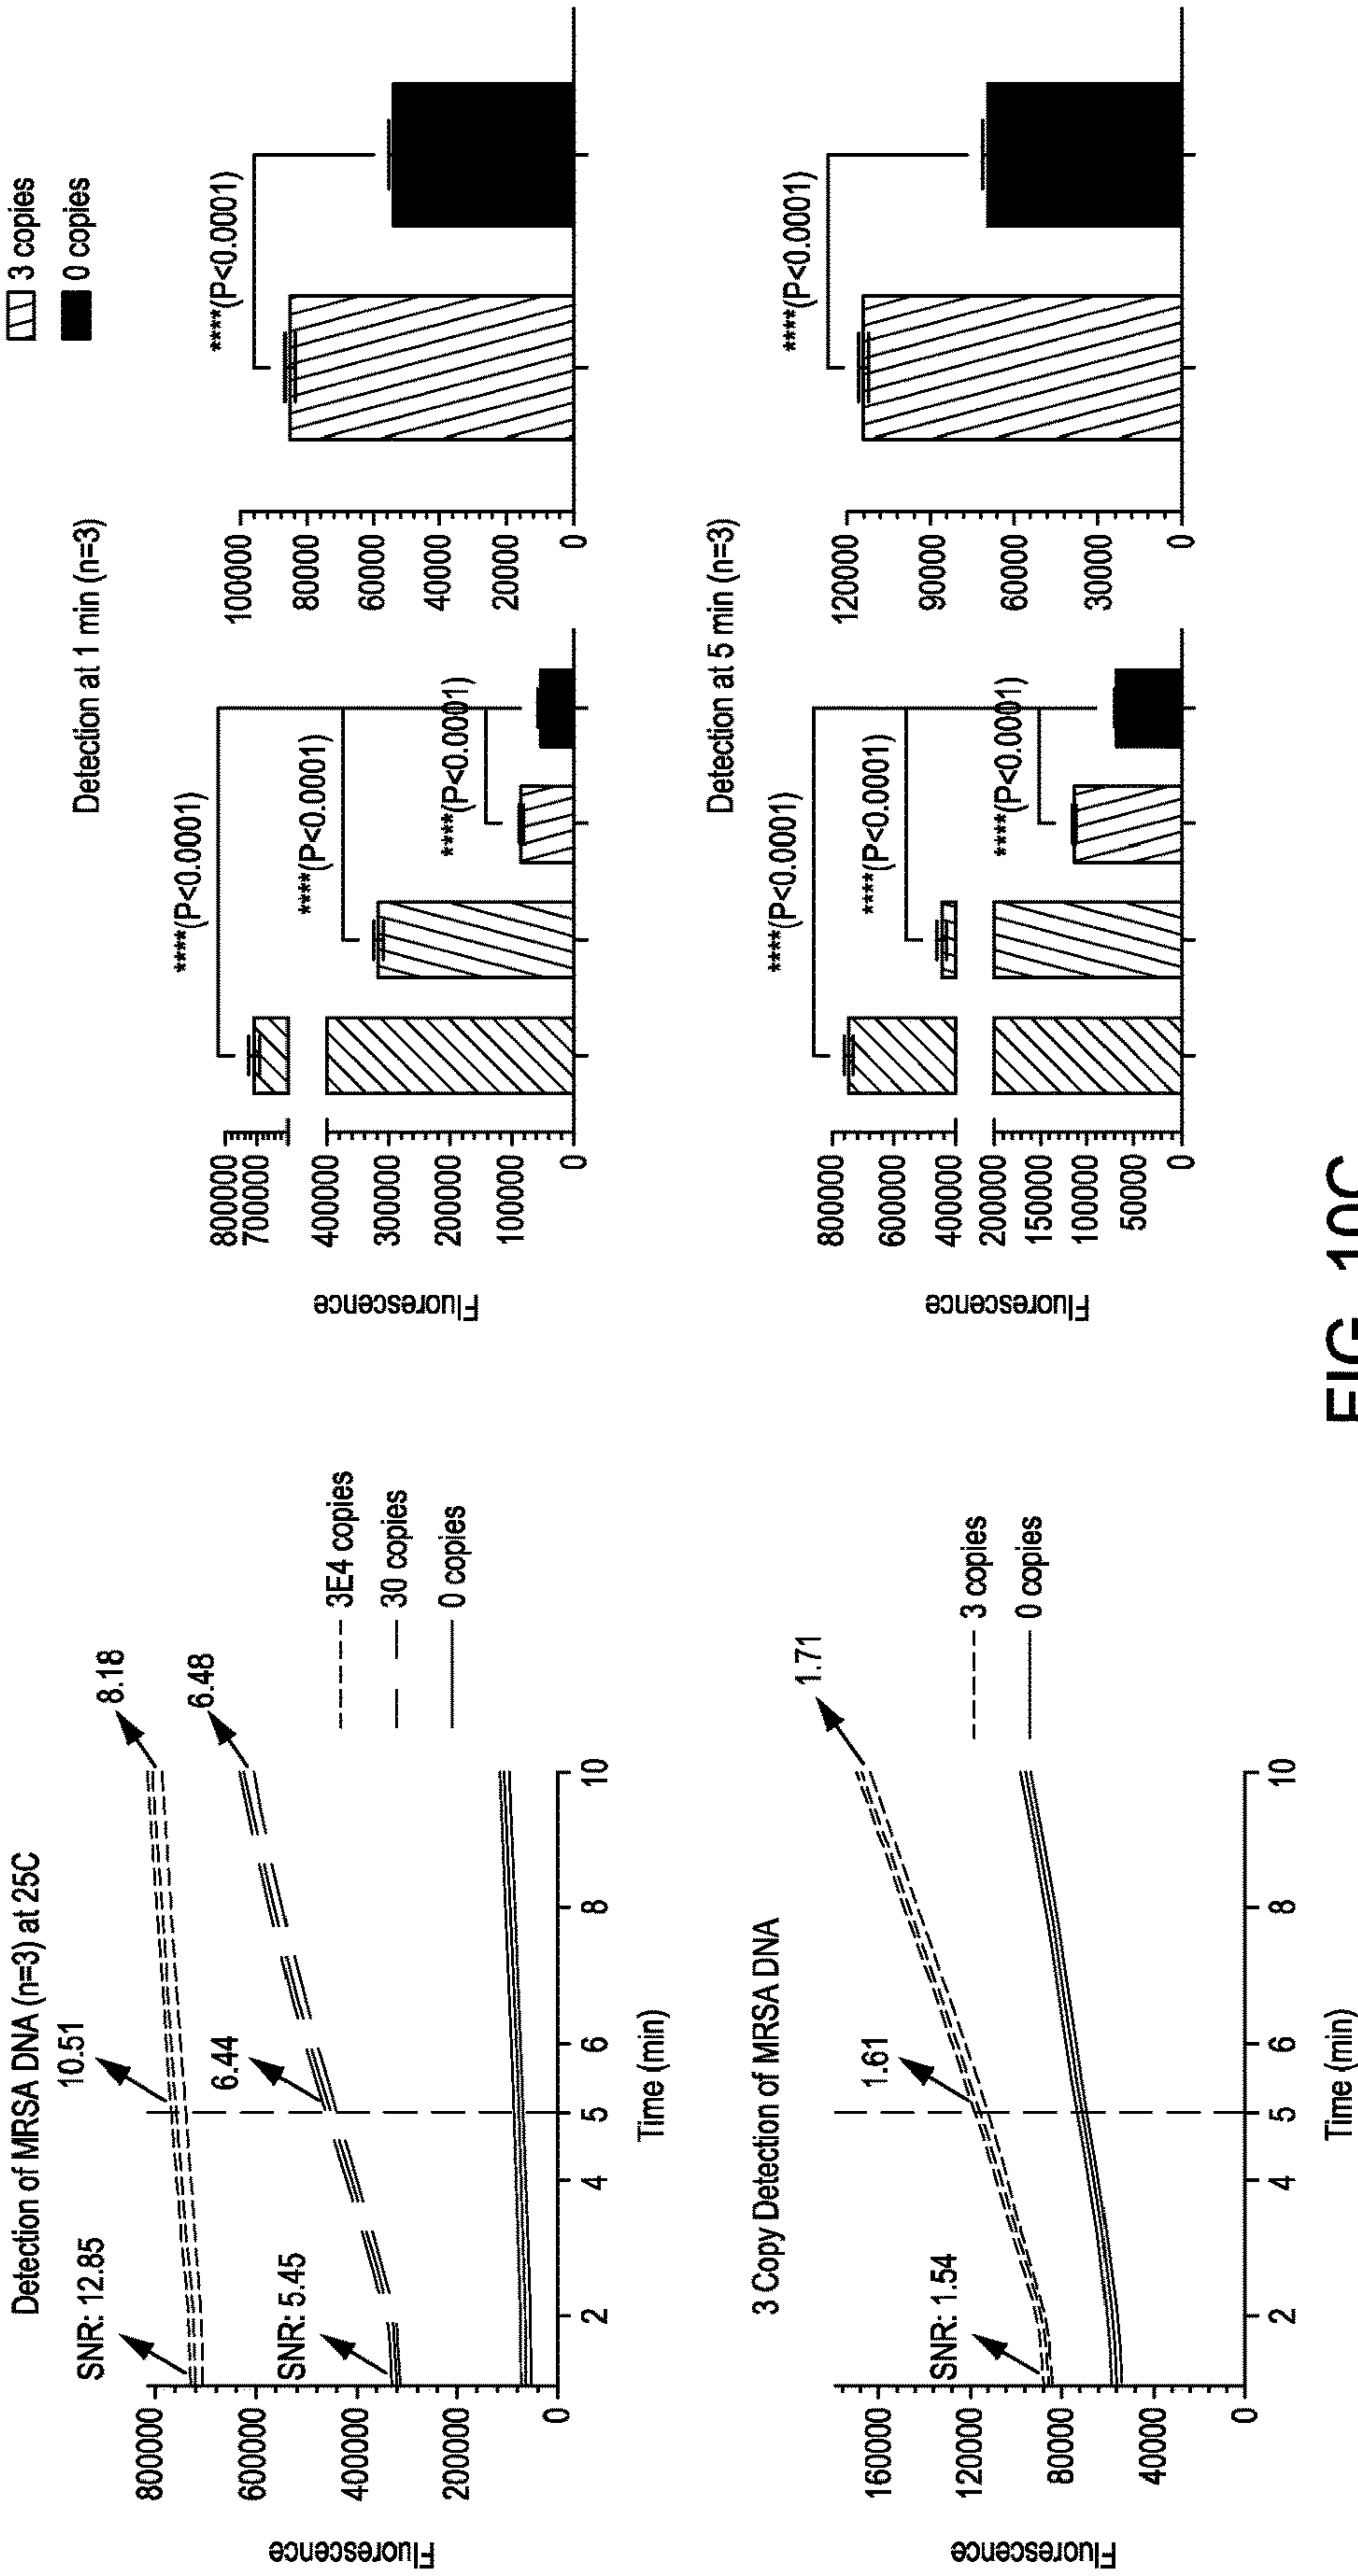 Detection of MRSA DNA (n=3) at 25C
Fluorescence
800000
600000
400000
200000
0
SNR: 12.85
10.51
8.18
SNR: 5.45
6.44
6.48
2
4
5
6
8
10
Time (min)
3E4 copies
30 copies
0 copies
3 Copy Detection of MRSA DNA
Fluorescence
1600000
1200000
800000
400000
0
SNR: 1.54
1.61
1.71
2
4
5
6
8
10
Time (min)
3 copies
0 copies
3 copies
0 copies
Detection at 1 min (n=3)
Fluorescence
800000
700000
400000
300000
200000
100000
0
****(P<0.0001)
****(P<0.0001)
****(P<0.0001)
100000
80000
60000
40000
20000
0
****(P<0.0001)
Detection at 5 min (n=3)
Fluorescence
800000
600000
400000
200000
150000
100000
50000
0
****(P<0.0001)
****(P<0.0001)
****(P<0.0001)
120000
90000
60000
30000
0
****(P<0.0001)
FIG. 10C